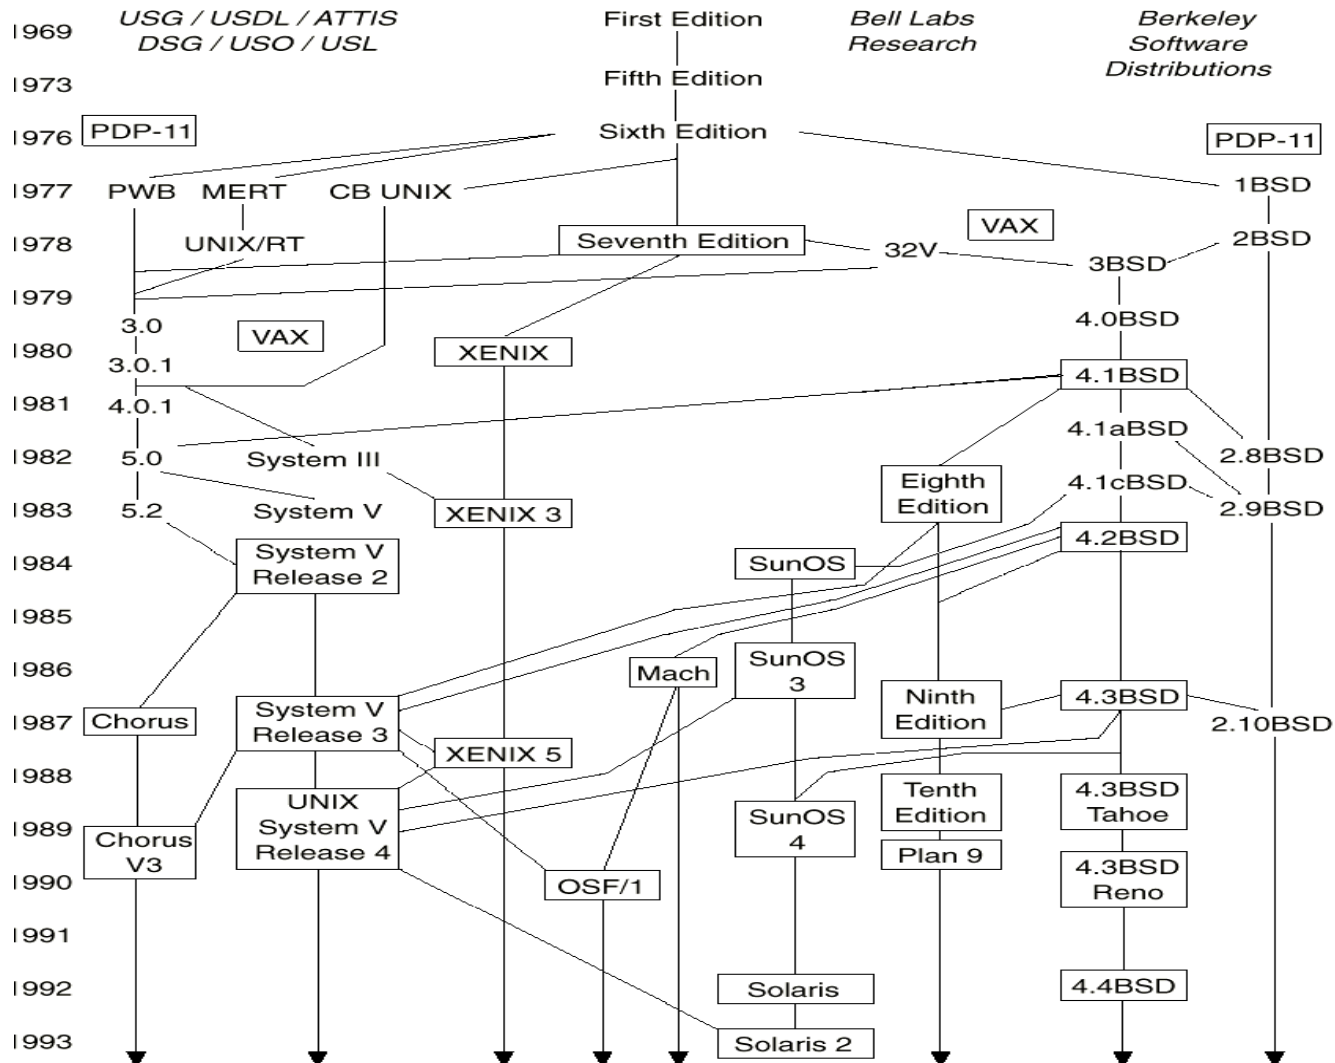 USG / USDL / ATTIS
DSG / USO / USL
First Edition
Bell Labs
Research
Berkeley
Software
Distributions
1969
Fifth Edition
1973
PDP-11
Sixth Edition
PDP-11
1976
1977
PWB
MERT
CB UNIX
1BSD
VAX
1978
UNIX/RT
Seventh Edition
32V
2BSD
3BSD
1979
3.0
VAX
4.0BSD
1980
3.0.1
XENIX
4.1BSD
1981
4.0.1
4.1aBSD
1982
5.0
System III
2.8BSD
Eighth
Edition
4.1cBSD
1983
5.2
System V
XENIX 3
2.9BSD
4.2BSD
1984
System V
Release 2
SunOS
1985
1986
Mach
SunOS
3
1987
Chorus
System V
Release 3
Ninth
Edition
4.3BSD
2.10BSD
XENIX 5
1988
UNIX
System V
Release 4
Tenth
Edition
4.3BSD
Tahoe
1989
Chorus
V3
SunOS
4
Plan 9
4.3BSD
Reno
1990
OSF/1
1991
1992
Solaris
4.4BSD
1993
Solaris 2